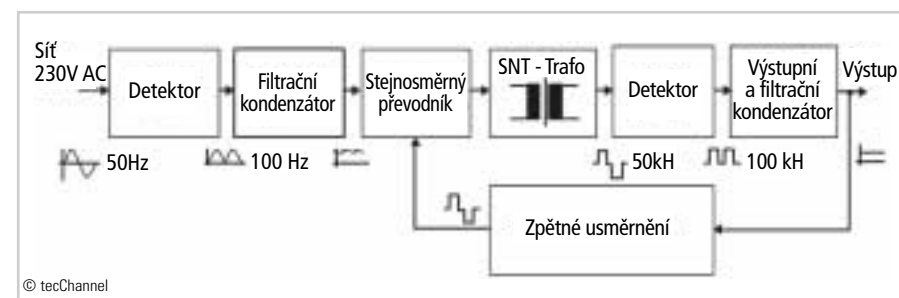 Síť
230V AC
Detektor
Filtrační
kondenzátor
Stejnosměrný
převodník
SNT - Trafo
Detektor
Výstupní
a filtrační
kondenzátor
Výstup
50Hz
100 Hz
50kH
100 kH
Zpětné usměrnění
© tecChannel